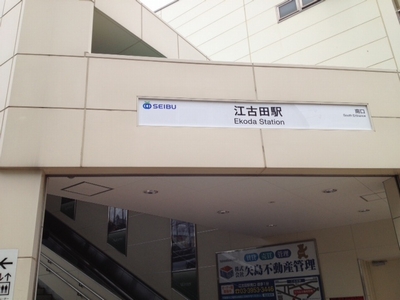 SEIBU
江古田駅
Ekoda Station
南口
South Entrance
矢島不動産管理